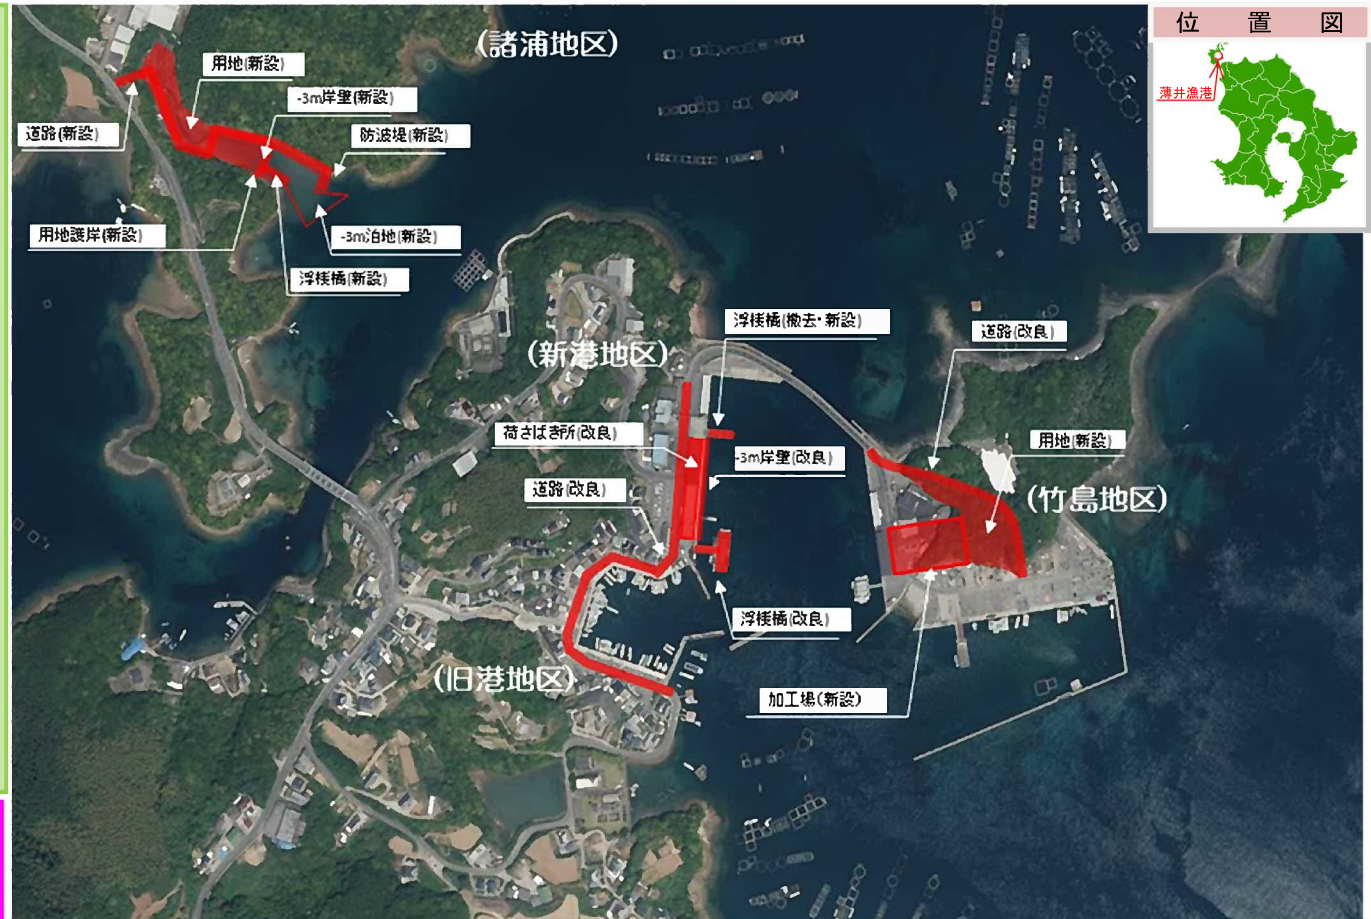 位置図
薄井漁港
(諸浦地区)
用地(新設)
-3m岸壁(新設)
道路(新設)
防波堤(新設)
用地護岸(新設)
-3m泊地(新設)
浮桟橋(新設)
浮桟橋(撤去・新設)
道路(改良)
(新港地区)
荷さばき所(改良)
用地(新設)
-3m岸壁(改良)
道路(改良)
(竹島地区)
浮桟橋(改良)
(旧港地区)
加工場(新設)